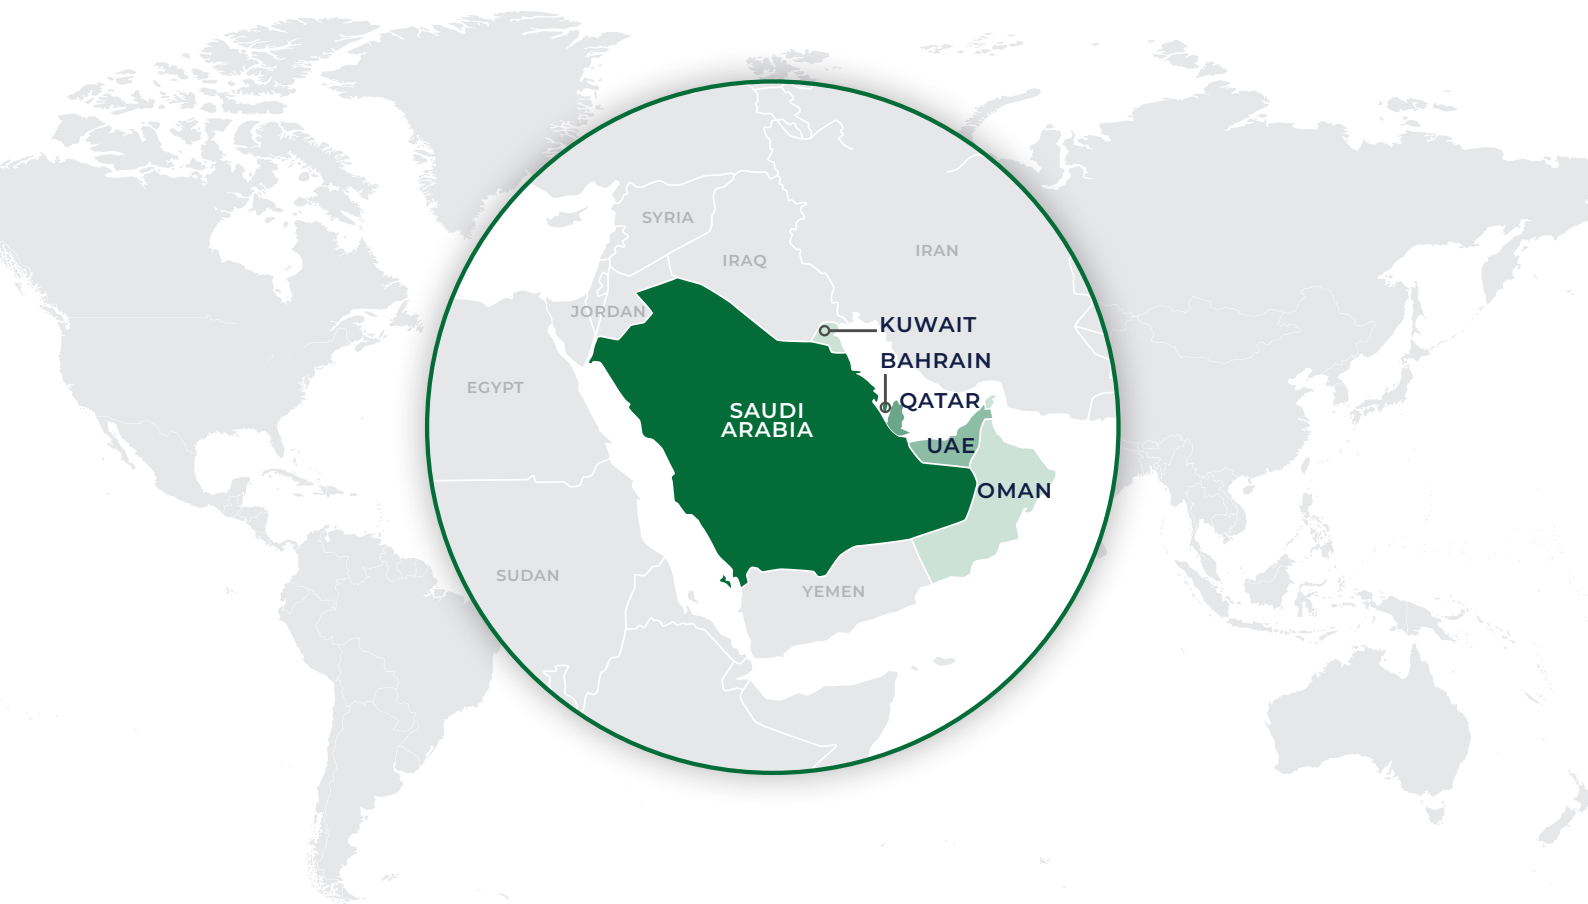 SYRIA
IRAN
IRAQ
JORDAN
KUWAIT
BAHRAIN
EGYPT
QATAR
SAUDI
ARABIA
UAE
OMAN
SUDAN
YEMEN